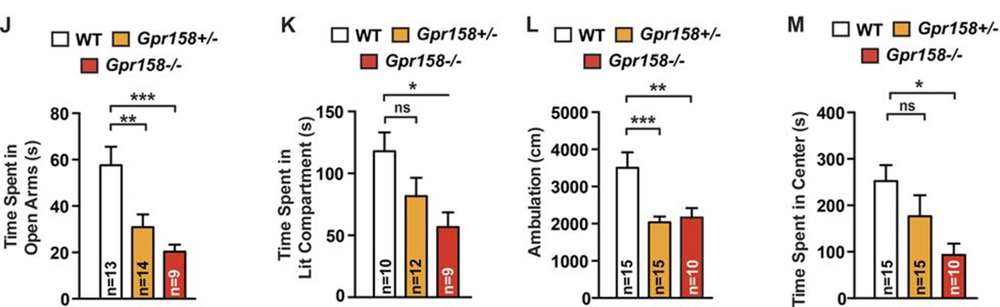 J
WT Gpr158+/-
Gpr158-/-
***
**
Time Spent in
Open Arms (s)
80
60
40
20
0
n=13
n=14
n=9
K
WT Gpr158+/-
Gpr158-/-
*
ns
Time Spent in
Lit Compartment (s)
150
100
50
0
n=10
n=12
n=9
L
WT Gpr158+/-
Gpr158-/-
**
***
Ambulation (cm)
5000
4000
3000
2000
1000
0
n=15
n=15
n=10
M
WT Gpr158+/-
Gpr158-/-
*
ns
Time Spent in Center (s)
400
300
200
100
0
n=15
n=15
n=10